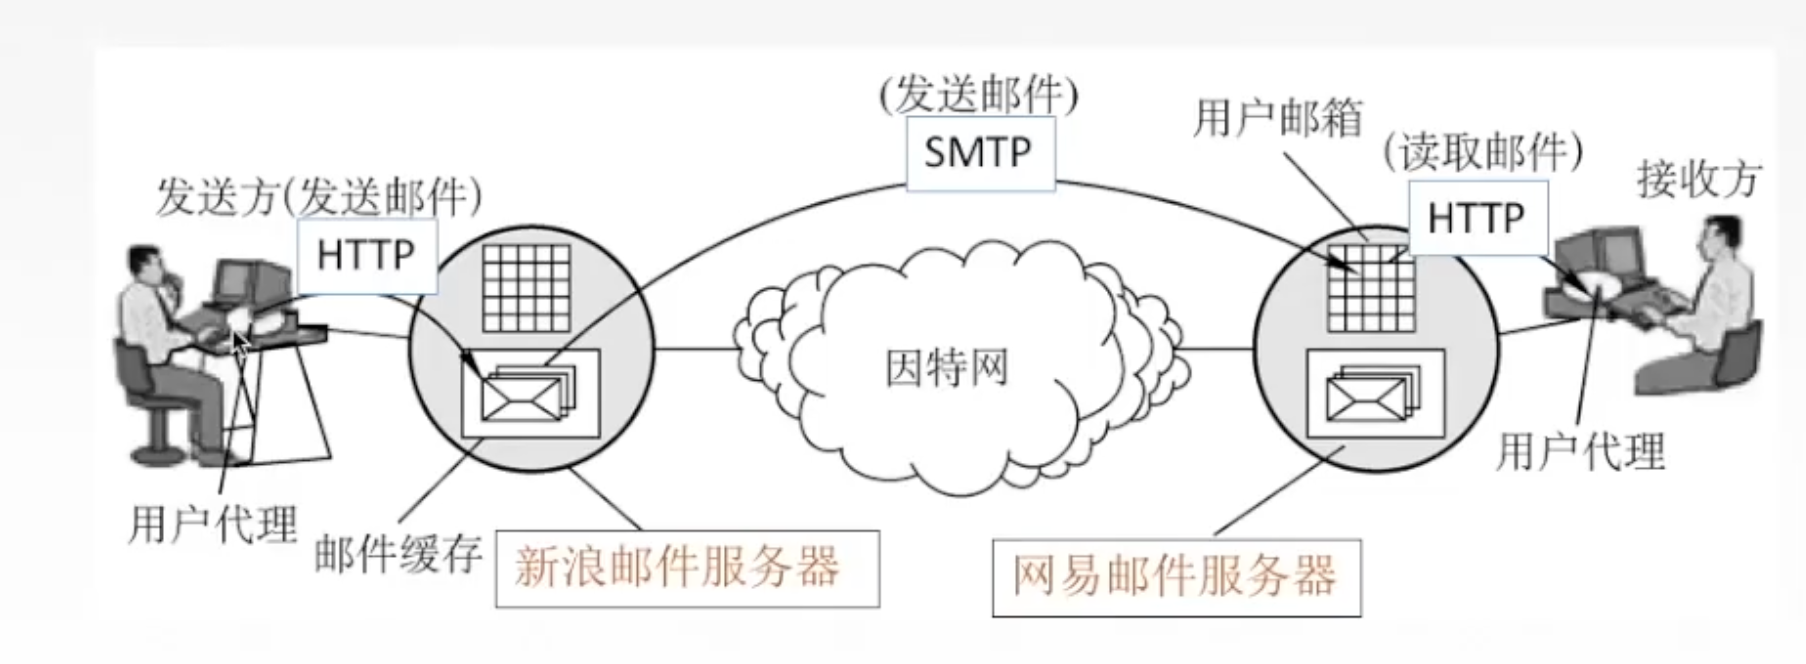 (发送邮件)
SMTP
用户邮箱
(读取邮件)
HTTP
接收方
发送方(发送邮件)
HTTP
因特网
用户代理
用户代理
邮件缓存
新浪邮件服务器
网易邮件服务器